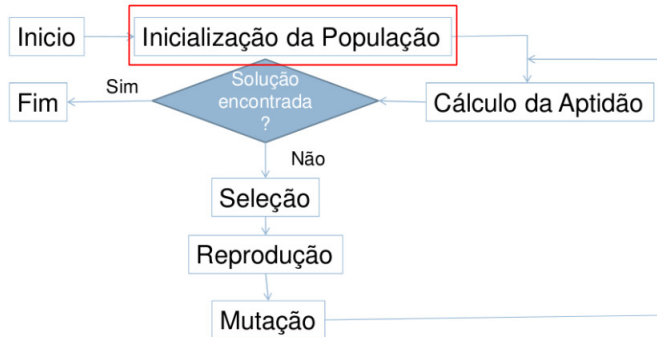 Inicio
Inicialização da População
Sim
Solução
encontrada
?
Fim
Cálculo da Aptidão
Não
Seleção
Reprodução
Mutação